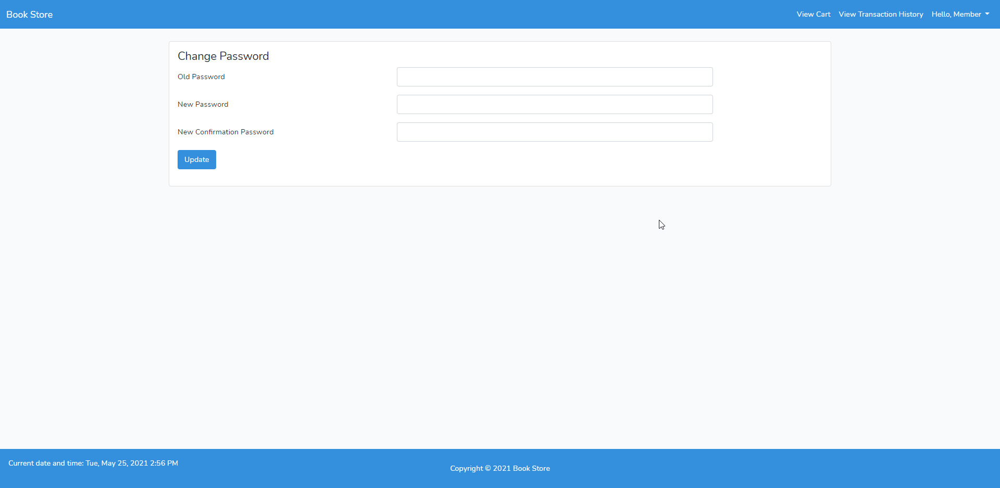 Book Store
View Cart View Transaction History Hello, Member
Change Password
Old Password
New Password
New Confirmation Password
Update
Current date and time: Tue, May 25, 2021 2:56 PM
Copyright © 2021 Book Store